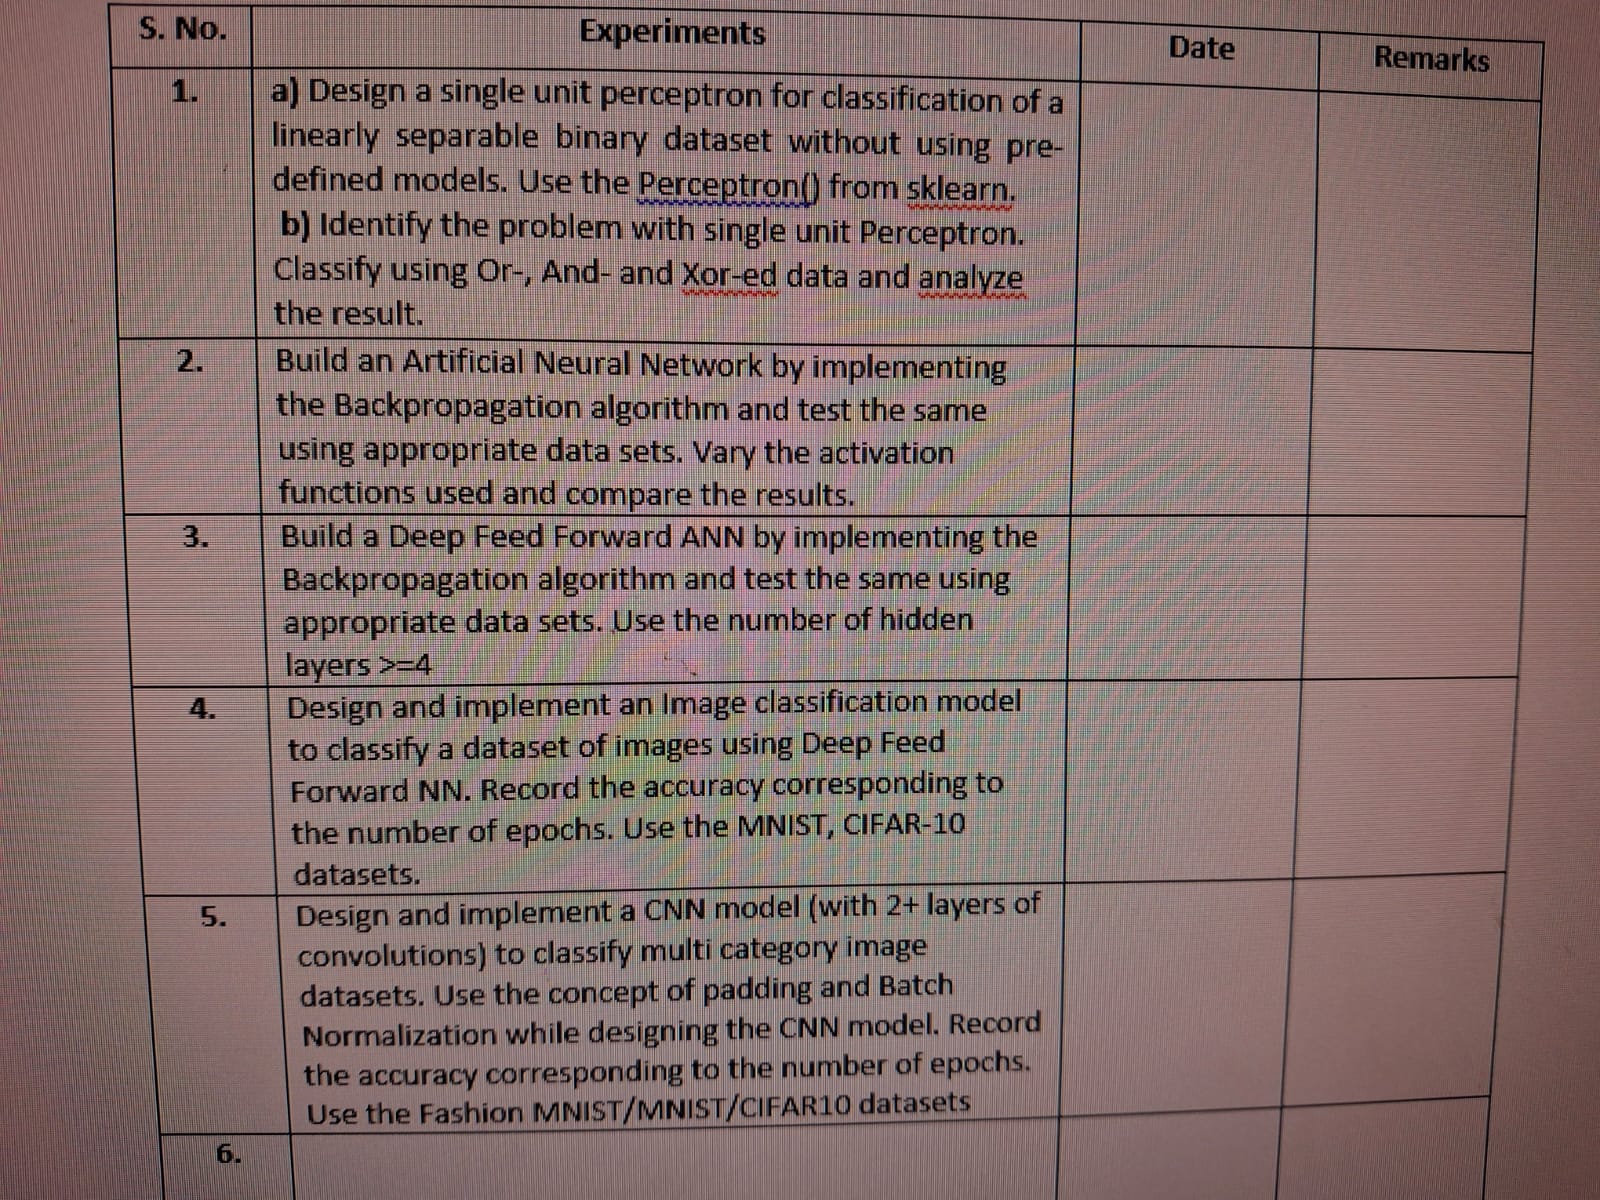 S. No.
Experiments
Date
Remarks
1.
a) Design a single unit perceptron for classification of a
linearly separable binary dataset without using pre-
defined models. Use the Perceptron() from sklearn.
b) Identify the problem with single unit Perceptron.
Classify using Or-, And- and Xor-ed data and analyze
the result.
2.
Build an Artificial Neural Network by implementing
the Backpropagation algorithm and test the same
using appropriate data sets. Vary the activation
functions used and compare the results.
3.
Build a Deep Feed Forward ANN by implementing the
Backpropagation algorithm and test the same using
appropriate data sets. Use the number of hidden
layers >=4
4.
Design and implement an Image classification model
to classify a dataset of images using Deep Feed
Forward NN. Record the accuracy corresponding to
the number of epochs. Use the MNIST, CIFAR-10
datasets.
5.
Design and implement a CNN model (with 2+ layers of
convolutions) to classify multi category image
datasets. Use the concept of padding and Batch
Normalization while designing the CNN model. Record
the accuracy corresponding to the number of epochs.
Use the Fashion MNIST/MNIST/CIFAR10 datasets
6.